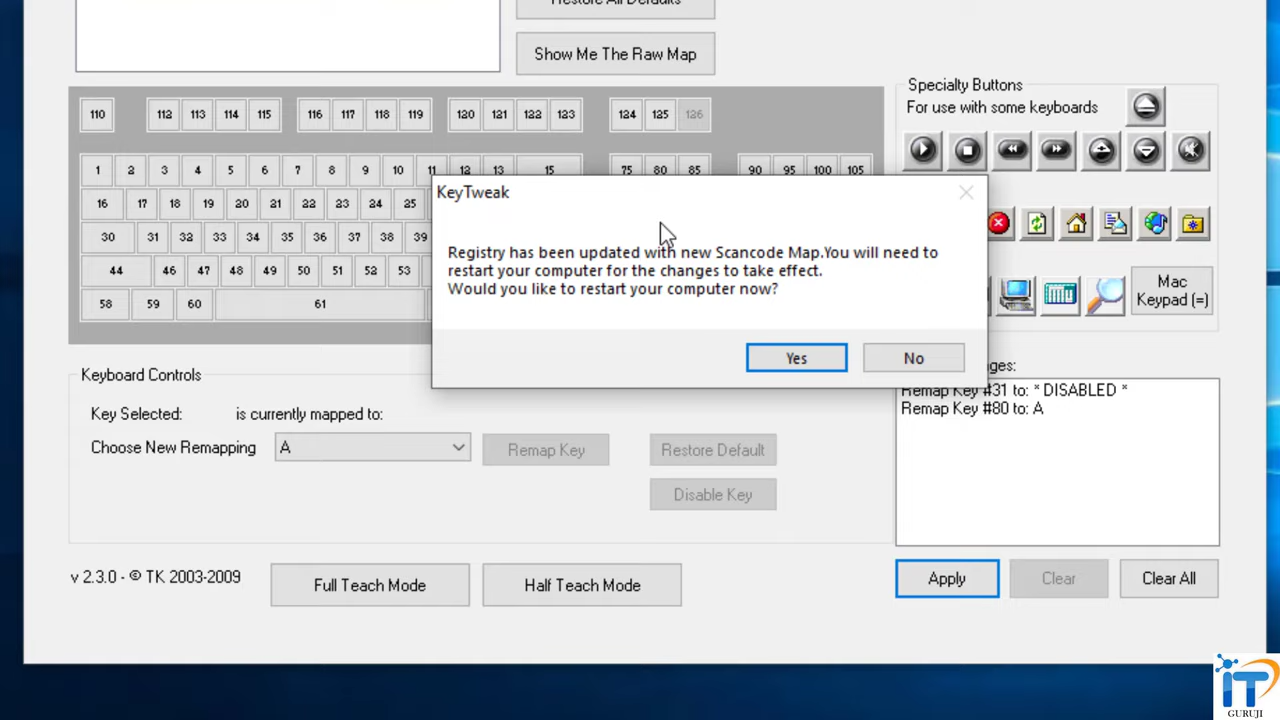 Restore All Defaults
Show Me The Raw Map
Specialty Buttons
For use with some keyboards
110 112 113 114 115 116 117 118 119 120 121 122 123 124 125 126
1 2 3 4 5 6 7 8 9 10 11 12 13 15 75 80 85 90 95 100 105
16 17 18 19 20 21 22 23 24 25
30 31 32 33 34 35 36 37 38 39
44 46 47 48 49 50 51 52 53
58 59 60 61
KeyTweak
Registry has been updated with new Scancode Map.You will need to
restart your computer for the changes to take effect.
Would you like to restart your computer now?
Yes No
Mac
Keypad (=)
Keyboard Controls
Key Selected: is currently mapped to:
Choose New Remapping A Remap Key Restore Default
Disable Key
Remap Key #31 to: * DISABLED *
Remap Key #80 to: A
v 2.3.0 - © TK 2003-2009 Full Teach Mode Half Teach Mode
Apply Clear Clear All
iT
GURUJI